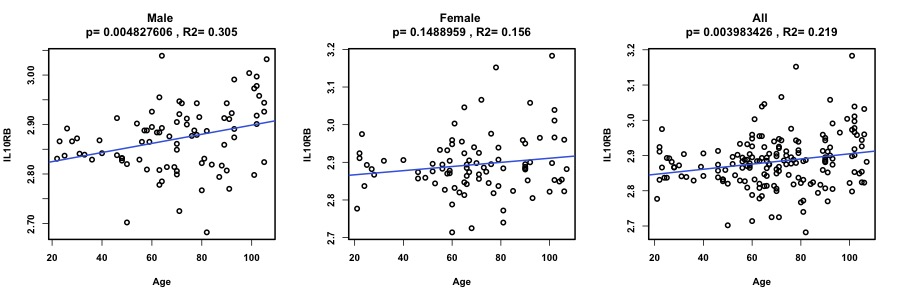 Male
p= 0.004827606 , R2= 0.305
IL10RB
3.00
2.90
2.80
2.70
20 40 60 80 100
Age
Female
p= 0.1488959 , R2= 0.156
IL10RB
3.2
3.1
3.0
2.9
2.8
2.7
20 40 60 80 100
Age
All
p= 0.003983426 , R2= 0.219
IL10RB
3.2
3.1
3.0
2.9
2.8
2.7
20 40 60 80 100
Age